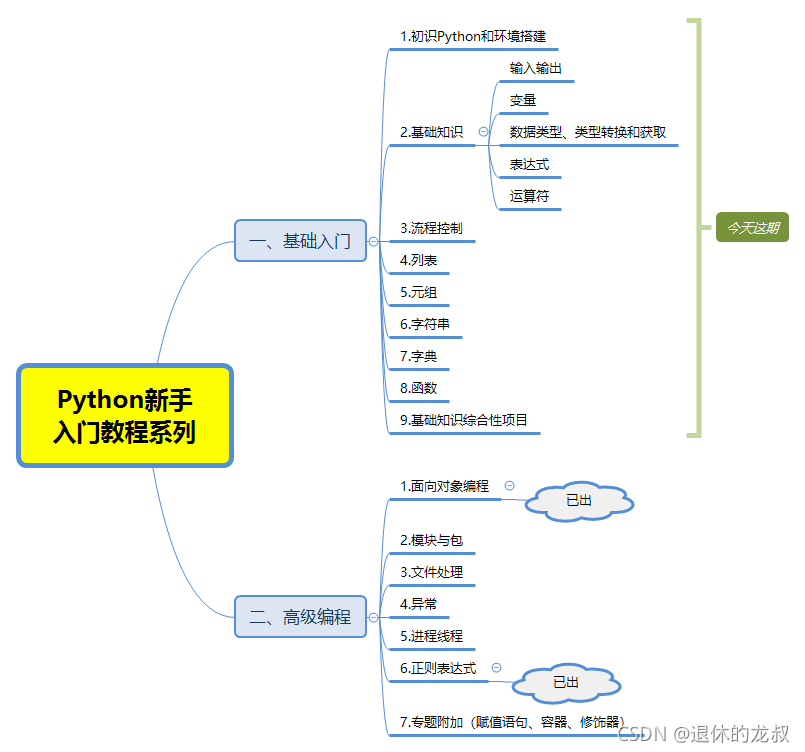 Python新手
入门教程系列
一、基础入门
1.初识Python和环境搭建
2.基础知识
输入输出
变量
数据类型、类型转换和获取
表达式
运算符
3.流程控制
4.列表
5.元组
6.字符串
7.字典
8.函数
9.基础知识综合性项目
今天这期
二、高级编程
1.面向对象编程
已出
2.模块与包
3.文件处理
4.异常
5.进程线程
6.正则表达式
已出
7.专题附加（赋值语句、容器、修饰器）
CSDN @退休的龙叔